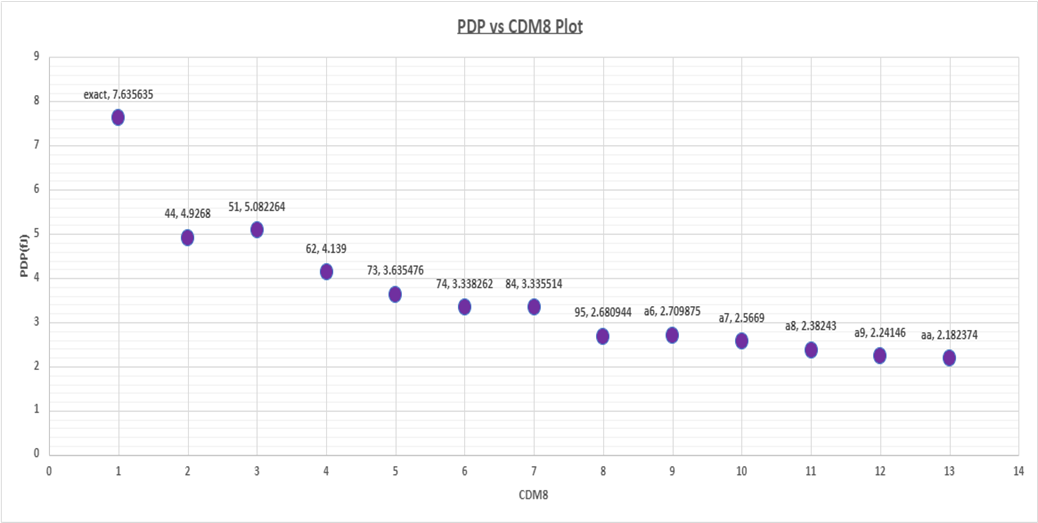 PDP vs CDM8 Plot
9
8
7
6
5
4
3
2
1
0
PDP(fJ)
exact, 7.635635
44, 4.9268
51, 5.082264
62, 4.139
73, 3.635476
74, 3.338262
84, 3.335514
95, 2.680944
a6, 2.709875
a7, 2.5669
a8, 2.38243
a9, 2.24146
aa, 2.182374
0 1 2 3 4 5 6 7 8 9 10 11 12 13 14
CDM8